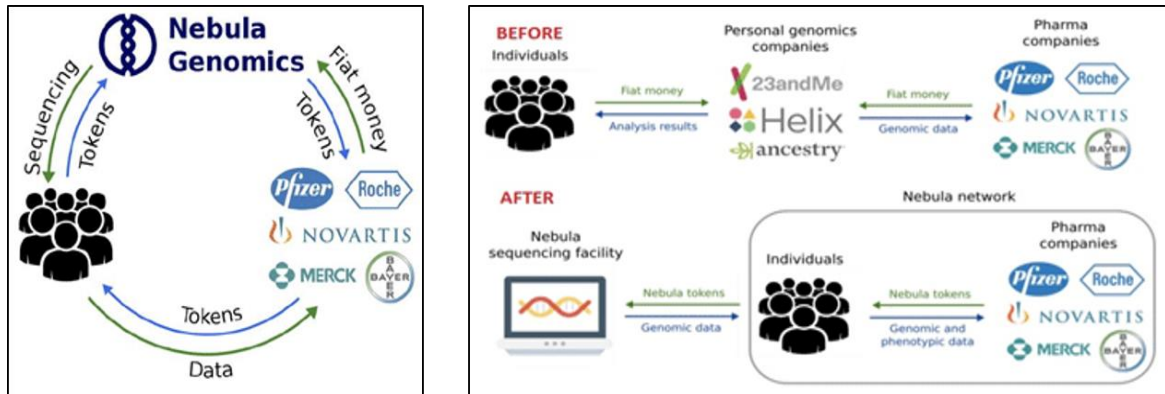 Nebula
Genomics
Sequencing
Tokens
Tokens
Fiat money
Pfizer
Roche
NOVARTIS
MERCK
BAYER
BAYER
Tokens
Data
BEFORE
Individuals
Personal genomics
companies
Pharma
companies
Fiat money
Analysis results
23andMe
Helix
ancestry
Fiat money
Genomic data
Pfizer
Roche
NOVARTIS
MERCK
BAYER
BAYER
AFTER
Nebula network
Nebula
sequencing facility
Individuals
Pharma
companies
Nebula tokens
Genomic data
Nebula tokens
Genomic and
phenotypic data
Pfizer
Roche
NOVARTIS
MERCK
BAYER
BAYER